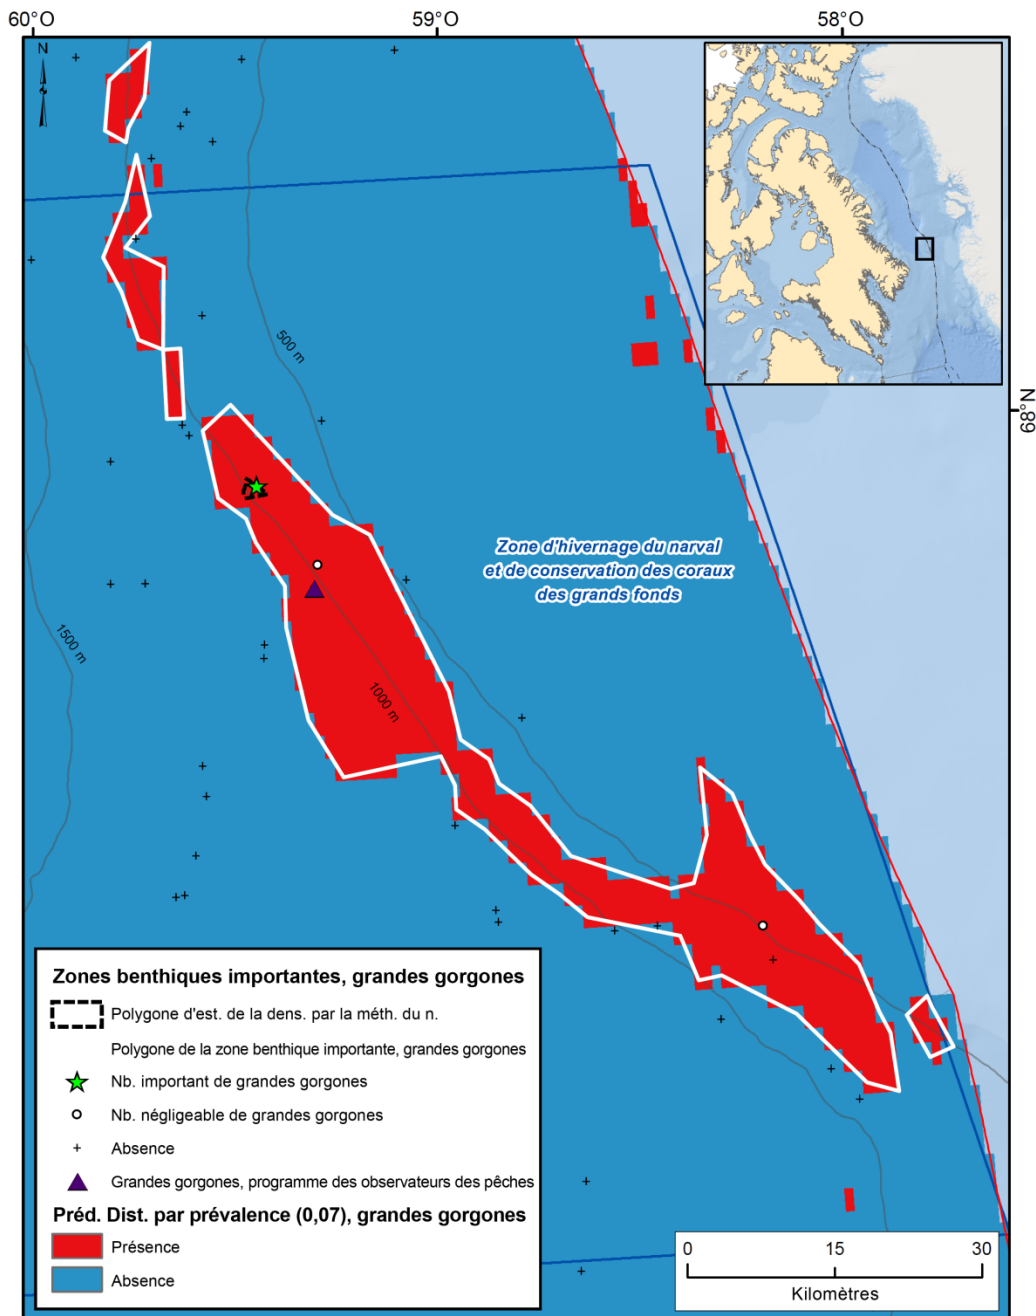 60°O
59°O
58°O
N
68°N
500 m
1500 m
1000 m
Zone d'hivernage du narval
et de conservation des coraux
des grands fonds
Zones benthiques importantes, grandes gorgones
Polygone d'est. de la dens. par la méth. du n.
Polygone de la zone benthique importante, grandes gorgones
Nb. important de grandes gorgones
Nb. négligeable de grandes gorgones
Absence
Grandes gorgones, programme des observateurs des pêches
Préd. Dist. par prévalence (0,07), grandes gorgones
Présence
Absence
0 15 30
Kilomètres